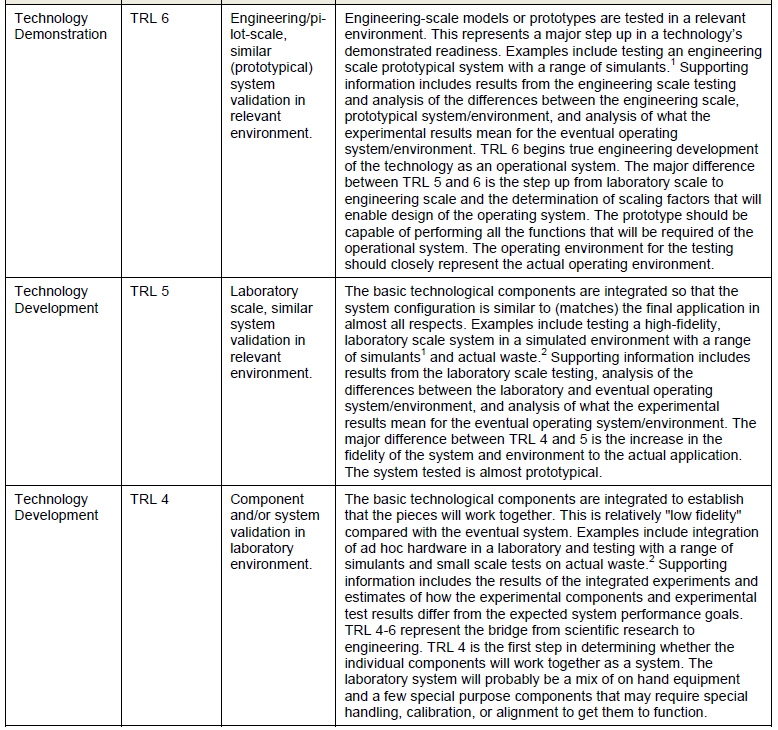 Technology
Demonstration
TRL 6
Engineering/pi-
lot-scale,
similar
(prototypical)
system
validation in
relevant
environment.
Engineering-scale models or prototypes are tested in a relevant
environment. This represents a major step up in a technology's
demonstrated readiness. Examples include testing an engineering
scale prototypical system with a range of simulants.1 Supporting
information includes results from the engineering scale testing
and analysis of the differences between the engineering scale,
prototypical system/environment, and analysis of what the
experimental results mean for the eventual operating
system/environment. TRL 6 begins true engineering development
of the technology as an operational system. The major difference
between TRL 5 and 6 is the step up from laboratory scale to
engineering scale and the determination of scaling factors that will
enable design of the operating system. The prototype should be
capable of performing all the functions that will be required of the
operational system. The operating environment for the testing
should closely represent the actual operating environment.
Technology
Development
TRL 5
Laboratory
scale, similar
system
validation in
relevant
environment.
The basic technological components are integrated so that the
system configuration is similar to (matches) the final application in
almost all respects. Examples include testing a high-fidelity,
laboratory scale system in a simulated environment with a range
of simulants1 and actual waste.2 Supporting information includes
results from the laboratory scale testing, analysis of the
differences between the laboratory and eventual operating
system/environment, and analysis of what the experimental
results mean for the eventual operating system/environment. The
major difference between TRL 4 and 5 is the increase in the
fidelity of the system and environment to the actual application.
The system tested is almost prototypical.
Technology
Development
TRL 4
Component
and/or system
validation in
laboratory
environment.
The basic technological components are integrated to establish
that the pieces will work together. This is relatively "low fidelity"
compared with the eventual system. Examples include integration
of ad hoc hardware in a laboratory and testing with a range of
simulants and small scale tests on actual waste.2 Supporting
information includes the results of the integrated experiments and
estimates of how the experimental components and experimental
test results differ from the expected system performance goals.
TRL 4-6 represent the bridge from scientific research to
engineering. TRL 4 is the first step in determining whether the
individual components will work together as a system. The
laboratory system will probably be a mix of on hand equipment
and a few special purpose components that may require special
handling, calibration, or alignment to get them to function.